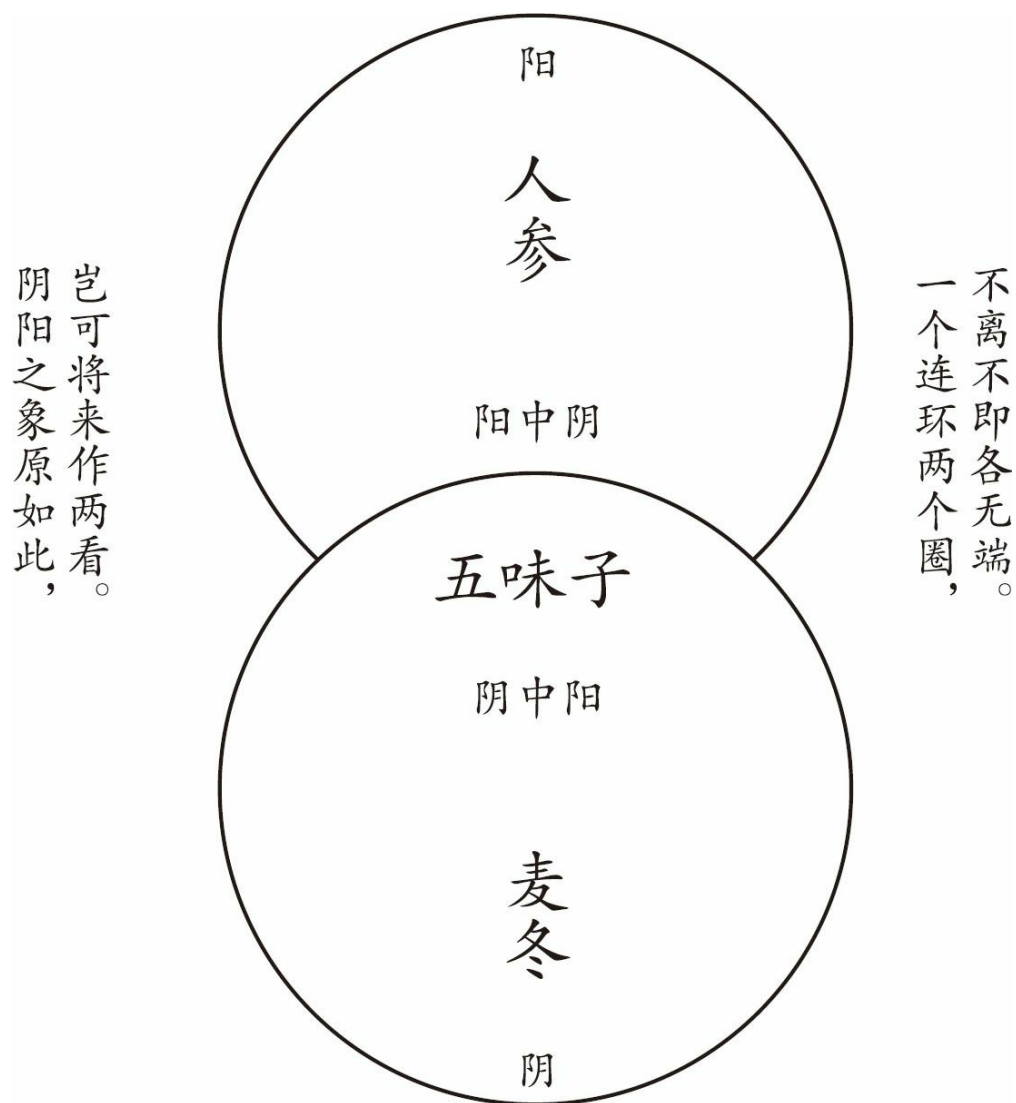 阳
人参
阳中阴
五味子
阴中阳
麦冬
阴
一个连环两个圈，
不离不即各无端。
阴阳之象原如此，
岂可将来作两看。